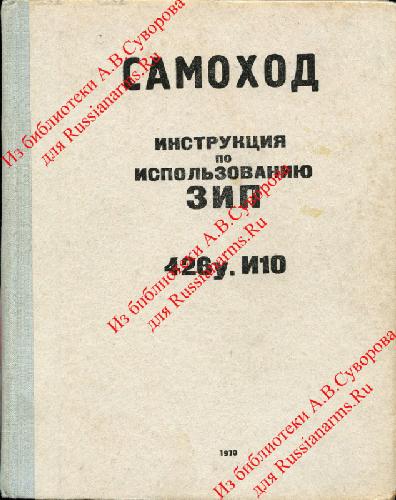 САМОХОД
Из библиотеки А.В.Суворова
для Russianarms.Ru
ИНСТРУКЦИЯ
по
ИСПОЛЬЗОВАНИЮ
ЗИП
Из библиотеки А.В.Суворова
для Russianarms.Ru
426у. И10
Из библиотеки А.В.Суворова
для Russianarms.Ru
1970